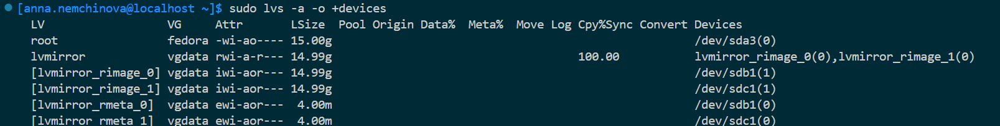 [anna.nemchinova@localhost ~]$ sudo lvs -a -o +devices
LV VG Attr LSize Pool Origin Data% Meta% Move Log Cpy%Sync Convert Devices
root fedora -wi-ao---- 15.00g /dev/sda3(0)
lvmirror vgdata rwi-a-r--- 14.99g 100.00 lvmirror_rimage_0(0),lvmirror_rimage_1(0)
[lvmirror_rimage_0] vgdata iwi-aor--- 14.99g /dev/sdb1(1)
[lvmirror_rimage_1] vgdata iwi-aor--- 14.99g /dev/sdc1(1)
[lvmirror_rmeta_0] vgdata ewi-aor--- 4.00m /dev/sdb1(0)
[lvmirror_rmeta_1] vgdata ewi-aor--- 4.00m /dev/sdc1(0)